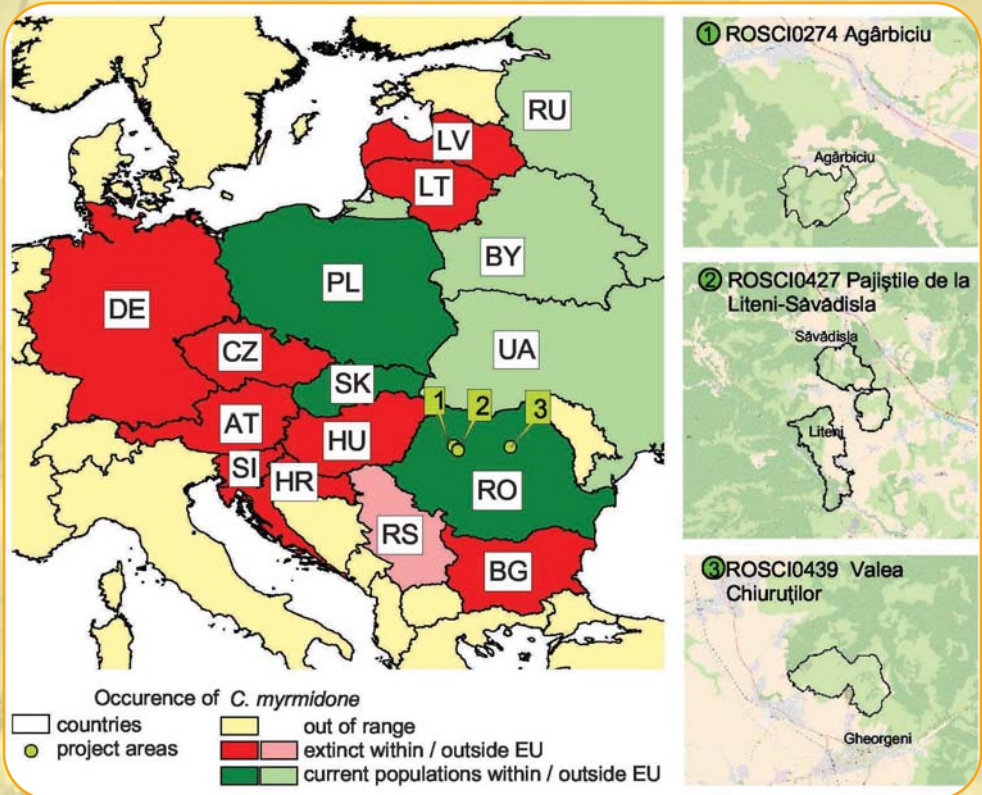 RU
LV
LT
BY
DE
PL
CZ
UA
SK
AT
HU
1
2
3
SI
HR
RO
RS
BG
Occurence of C. myrmidone
countries
project areas
out of range
extinct within / outside EU
current populations within / outside EU
1 ROSCI0274 Agârbiciu
Agârbiciu
2 ROSCI0427 Pajiştile de la
Liteni-Săvădisla
Săvădisla
Liteni
3 ROSCI0439 Valea
Chiuruţilor
Gheorgeni